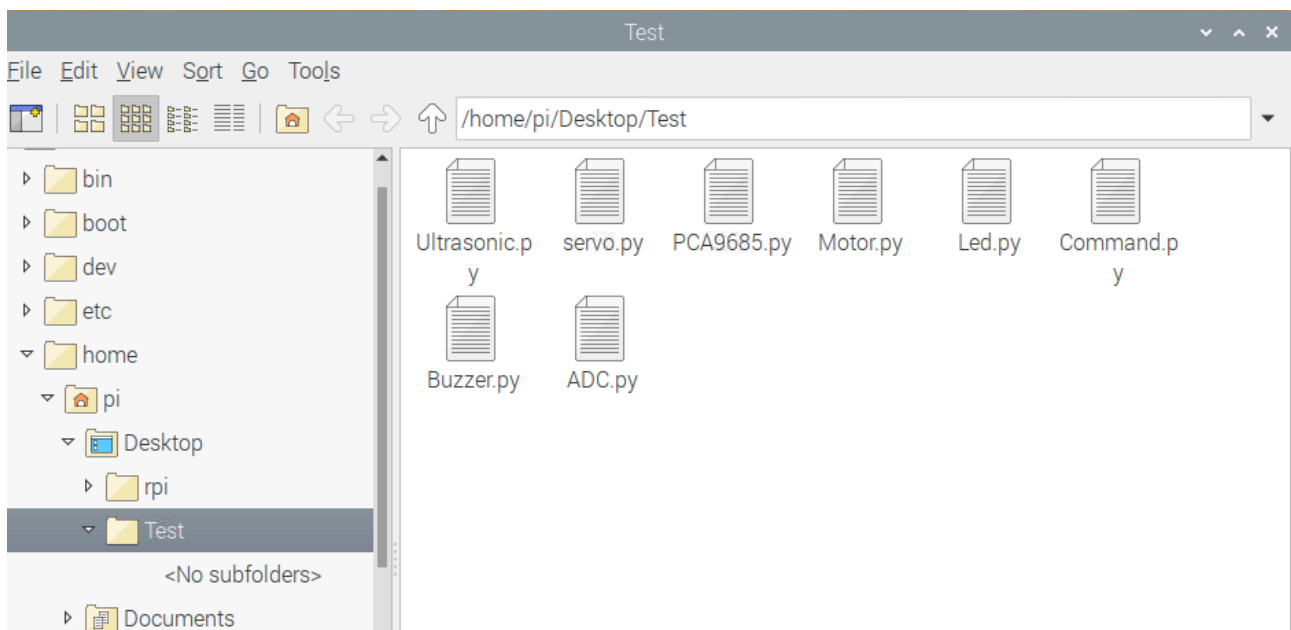 Test
File Edit View Sort Go Tools
/home/pi/Desktop/Test
bin
boot
dev
etc
home
pi
Desktop
rpi
Test
<No subfolders>
Documents
Ultrasonic.p
y
servo.py
PCA9685.py
Motor.py
Led.py
Command.p
y
Buzzer.py
ADC.py